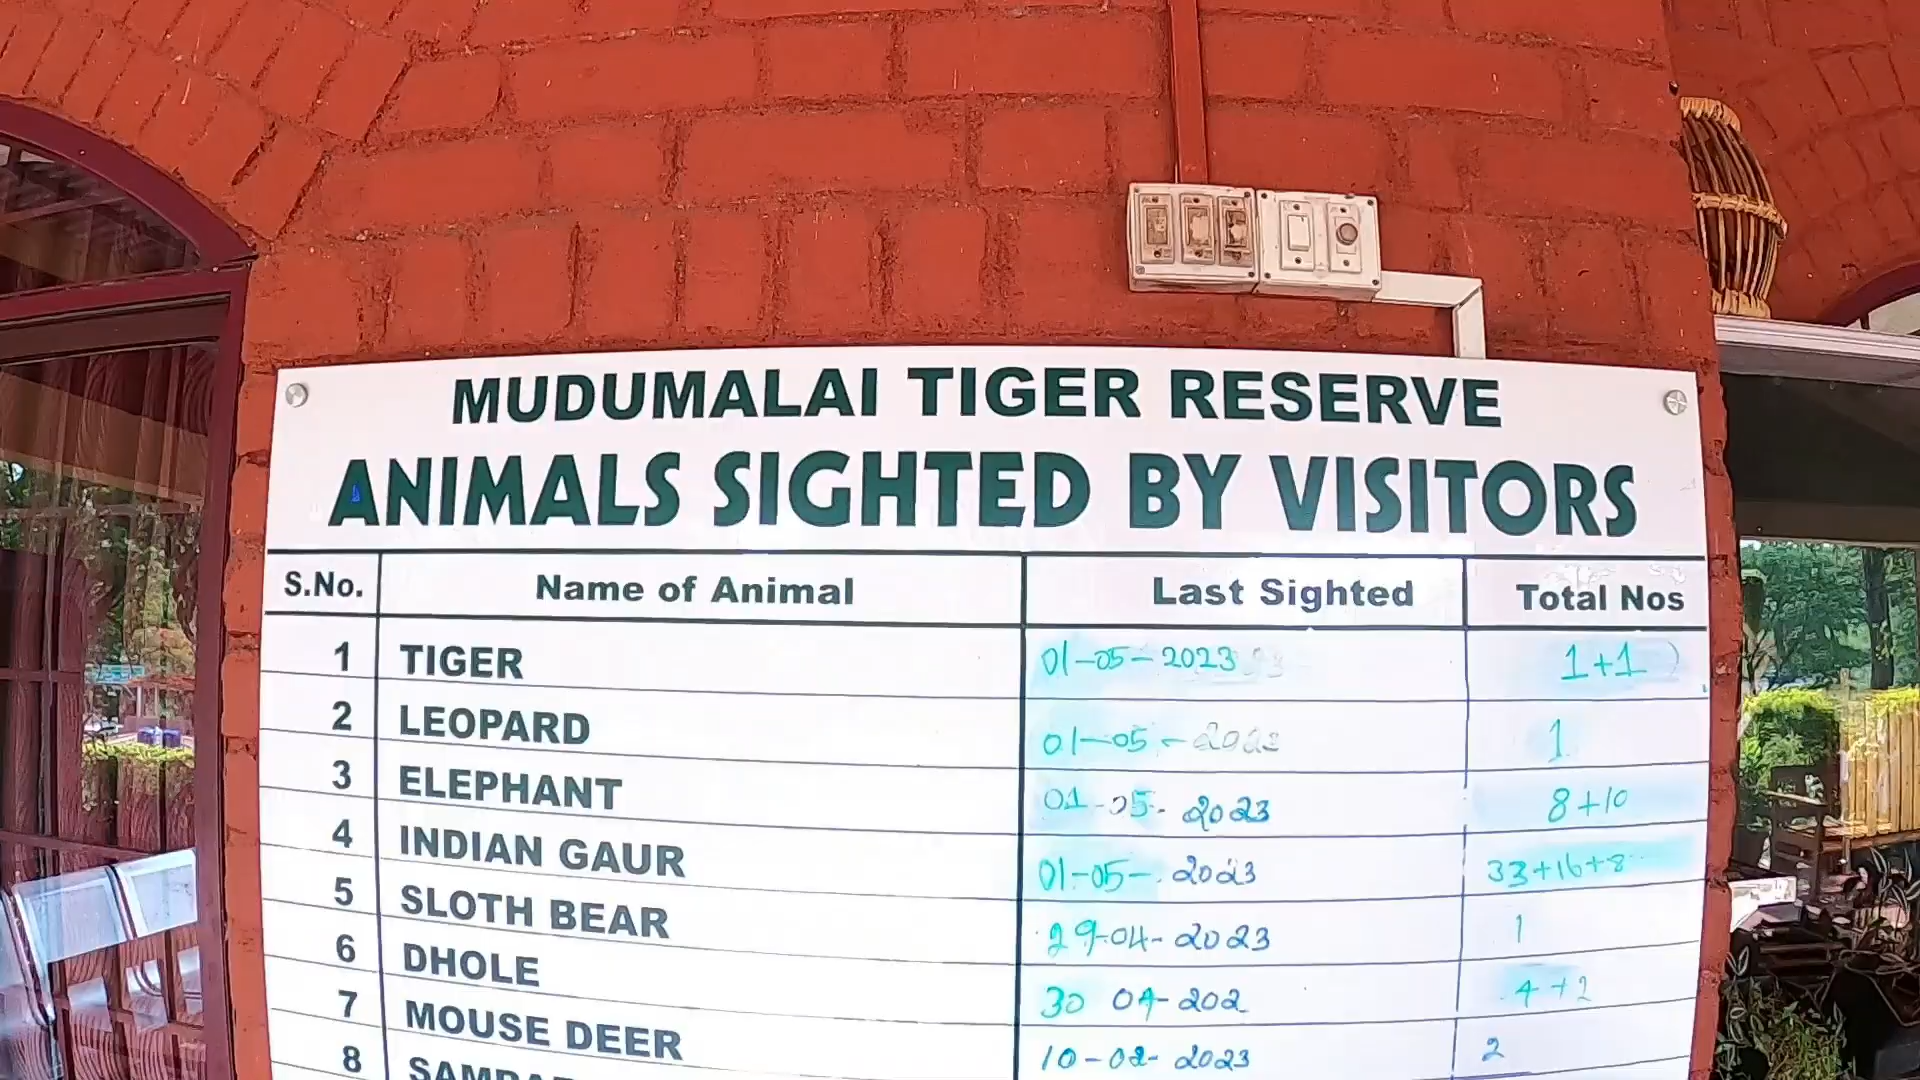 MUDUMALAI TIGER RESERVE
ANIMALS SIGHTED BY VISITORS
S.No. Name of Animal Last Sighted Total Nos
1 TIGER 01-05-2023 1+1
2 LEOPARD 01-05-2023 1
3 ELEPHANT 01-05-2023 8+10
4 INDIAN GAUR 01-05-2023 33+16+8
5 SLOTH BEAR 29-04-2023 1
6 DHOLE 30 04-202 4+2
7 MOUSE DEER 10-02-2023 2
8